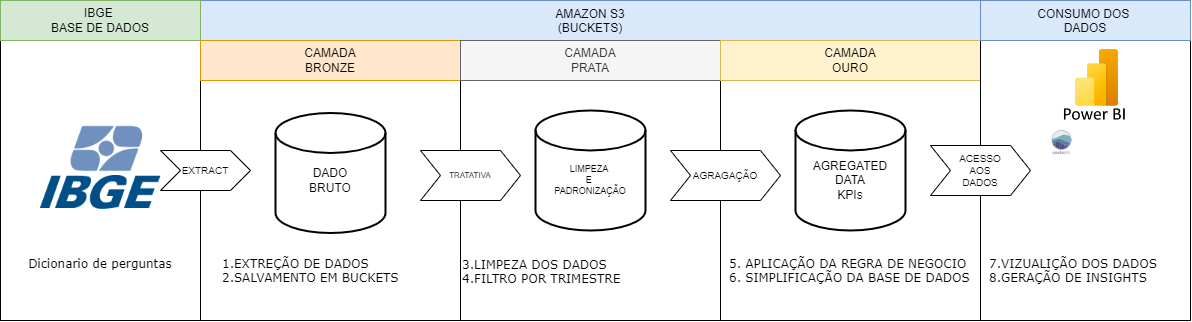 IBGE
BASE DE DADOS
AMAZON S3
(BUCKETS)
CONSUMO DOS
DADOS
CAMADA
BRONZE
CAMADA
PRATA
CAMADA
OURO
IBGE
EXTRACT
DADO
BRUTO
TRATATIVA
LIMPEZA
E
PADRONIZAÇÃO
AGRAGAÇÃO
AGREGATED
DATA
KPIs
ACESSO
AOS
DADOS
Power BI
Dicionario de perguntas
1.EXTREÇÃO DE DADOS
2.SALVAMENTO EM BUCKETS
3.LIMPEZA DOS DADOS
4.FILTRO POR TRIMESTRE
5. APLICAÇÃO DA REGRA DE NEGOCIO
6. SIMPLIFICAÇÃO DA BASE DE DADOS
7.VIZUALIÇÃO DOS DADOS
8.GERAÇÃO DE INSIGHTS